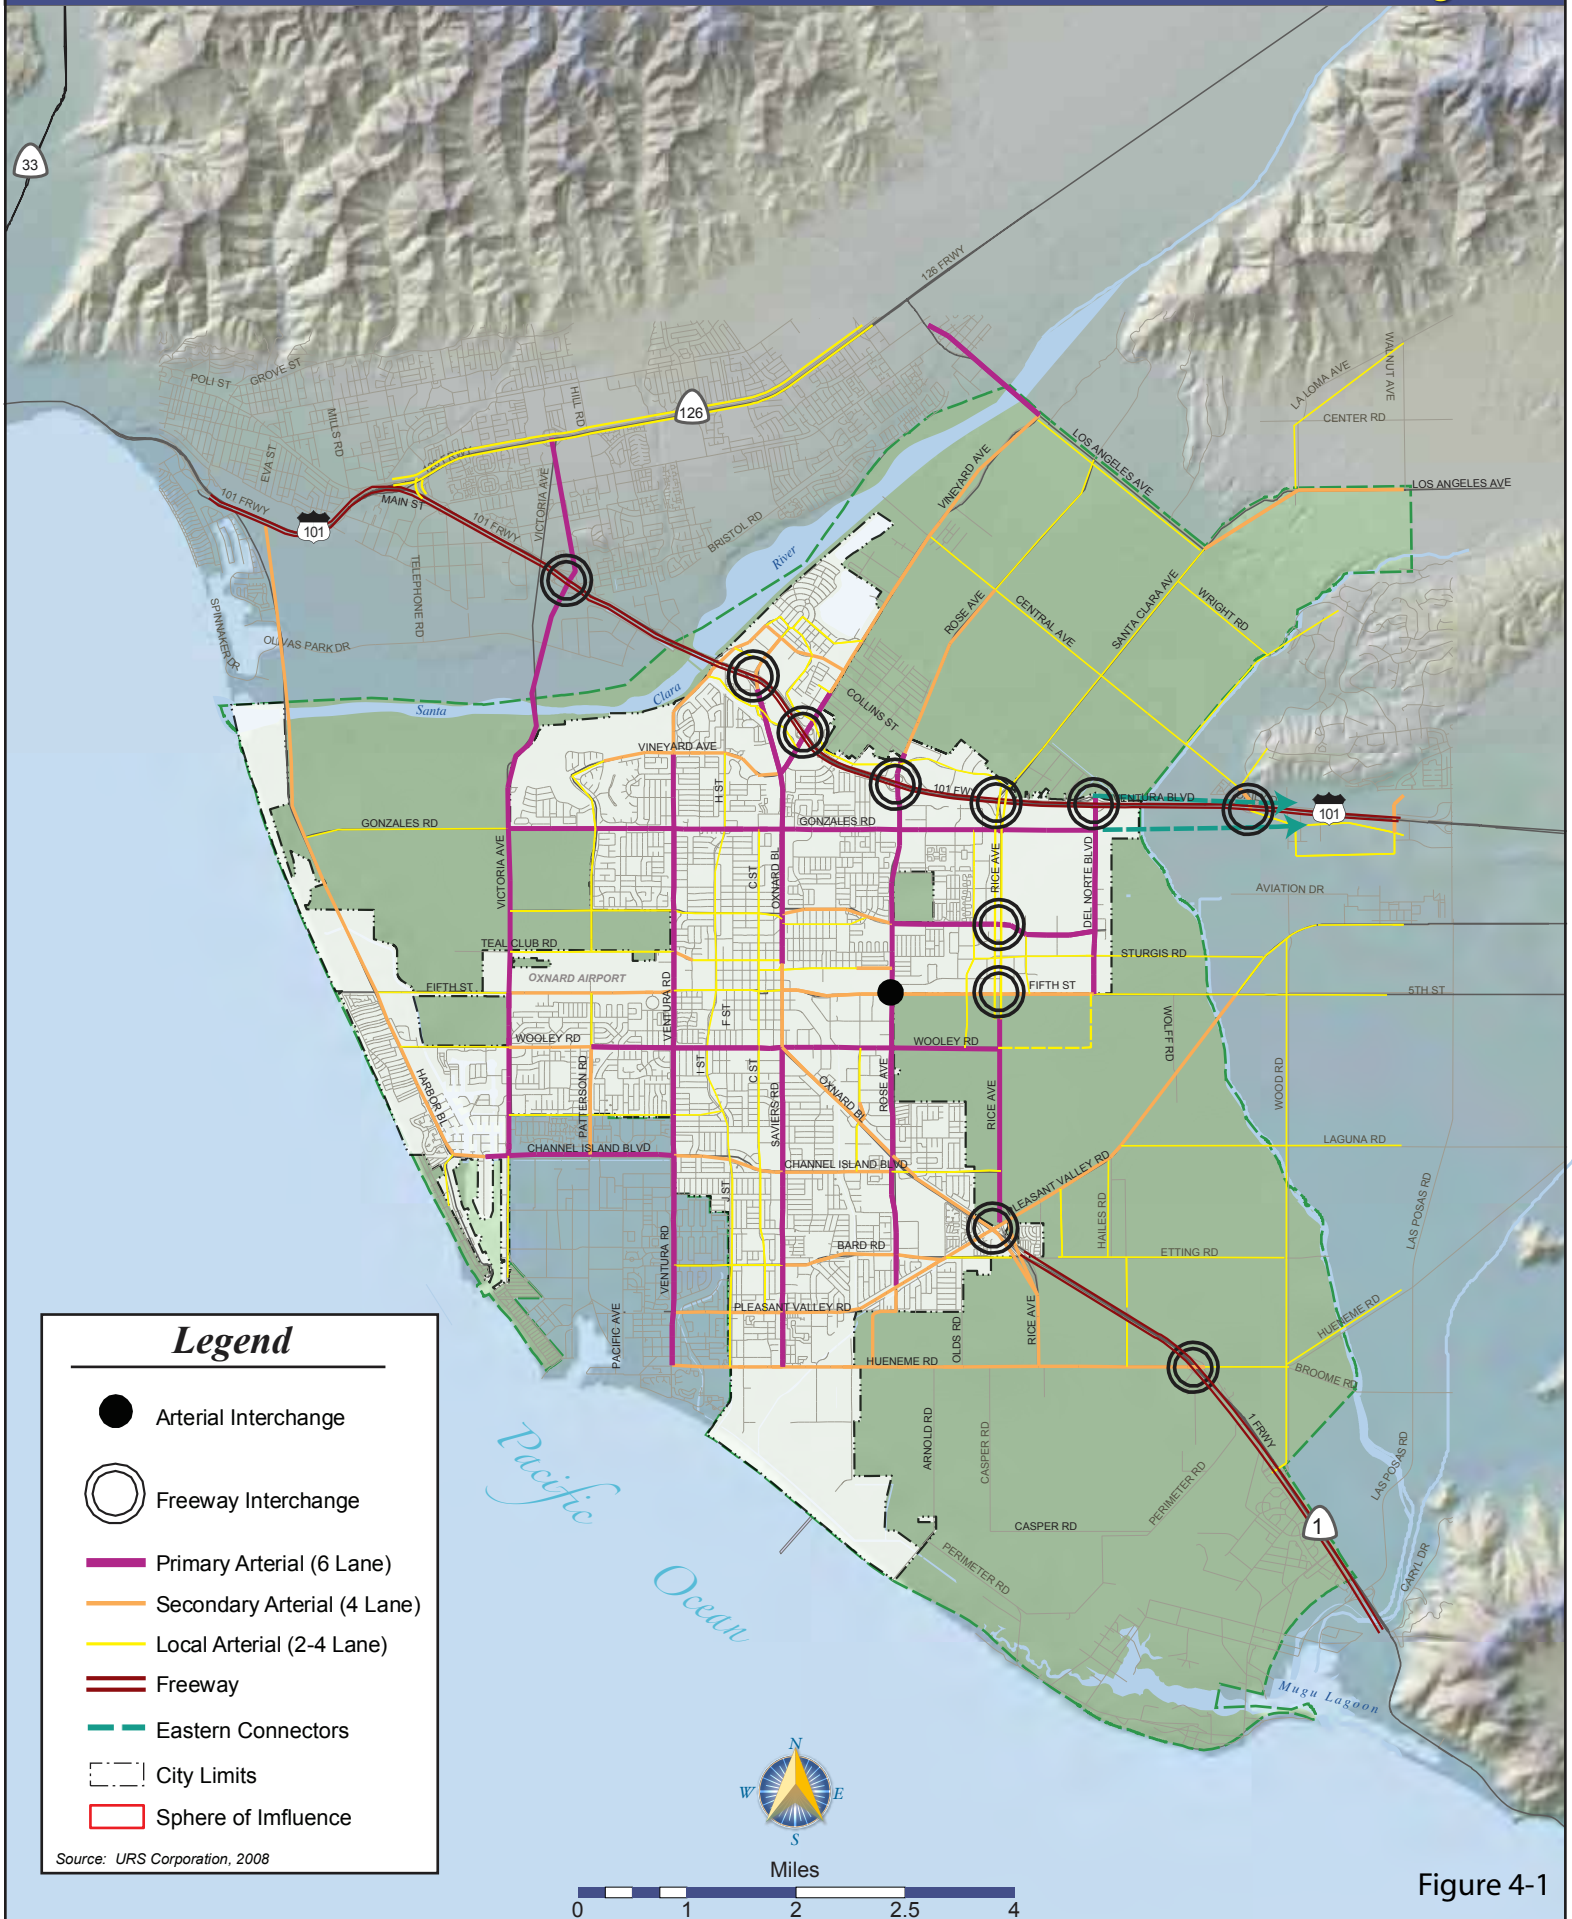 33
126 FRWY
POLI ST
GROVE ST
MILLS RD
HILL RD
126
LA LOMA AVE
WALNUT AVE
CENTER RD
EVA ST
101 FRWY
101
MAIN ST
101 FRWY
VICTORIA AVE
BRISTOL RD
TELEPHONE RD
VINEYARD AVE
LOS ANGELES AVE
LOS ANGELES AVE
River
SPINNAKER DR
OLIVAS PARK DR
ROSE AVE
CENTRAL AVE
SANTA CLARA AVE
WRIGHT RD
Santa
Clara
COLLINS ST
VINEYARD AVE
H ST
101 FWY
VENTURA BLVD
101
GONZALES RD
GONZALES RD
VICTORIA AVE
C ST
OXNARD BL
RICE AVE
DEL NORTE BLVD
AVIATION DR
TEAL CLUB RD
STURGIS RD
OXNARD AIRPORT
FIFTH ST
VENTURA RD
F ST
FIFTH ST
5TH ST
WOOLEY RD
WOOLEY RD
WOLFF RD
HARBOR BL
PATTERSON RD
I ST
C ST
SAVIERS RD
OXNARD BL
ROSE AVE
RICE AVE
WOOD RD
CHANNEL ISLAND BLVD
CHANNEL ISLAND BLVD
LAGUNA RD
J ST
PLEASANT VALLEY RD
HAILES RD
LAS POSAS RD
VENTURA RD
BARD RD
ETTING RD
PLEASANT VALLEY RD
PACIFIC AVE
OLDS RD
RICE AVE
HUENEME RD
HUENEME RD
BROOME RD
ARNOLD RD
CASPER RD
1 FRWY
PERIMETER RD
LAS POSAS RD
CASPER RD
1
PERIMETER RD
CARYL DR
Mugu Lagoon
Pacific
Ocean
Legend
Arterial Interchange
Freeway Interchange
Primary Arterial (6 Lane)
Secondary Arterial (4 Lane)
Local Arterial (2-4 Lane)
Freeway
Eastern Connectors
City Limits
Sphere of Imfluence
Source: URS Corporation, 2008
N
W
E
S
Miles
0 1 2 2.5 4
Figure 4-1